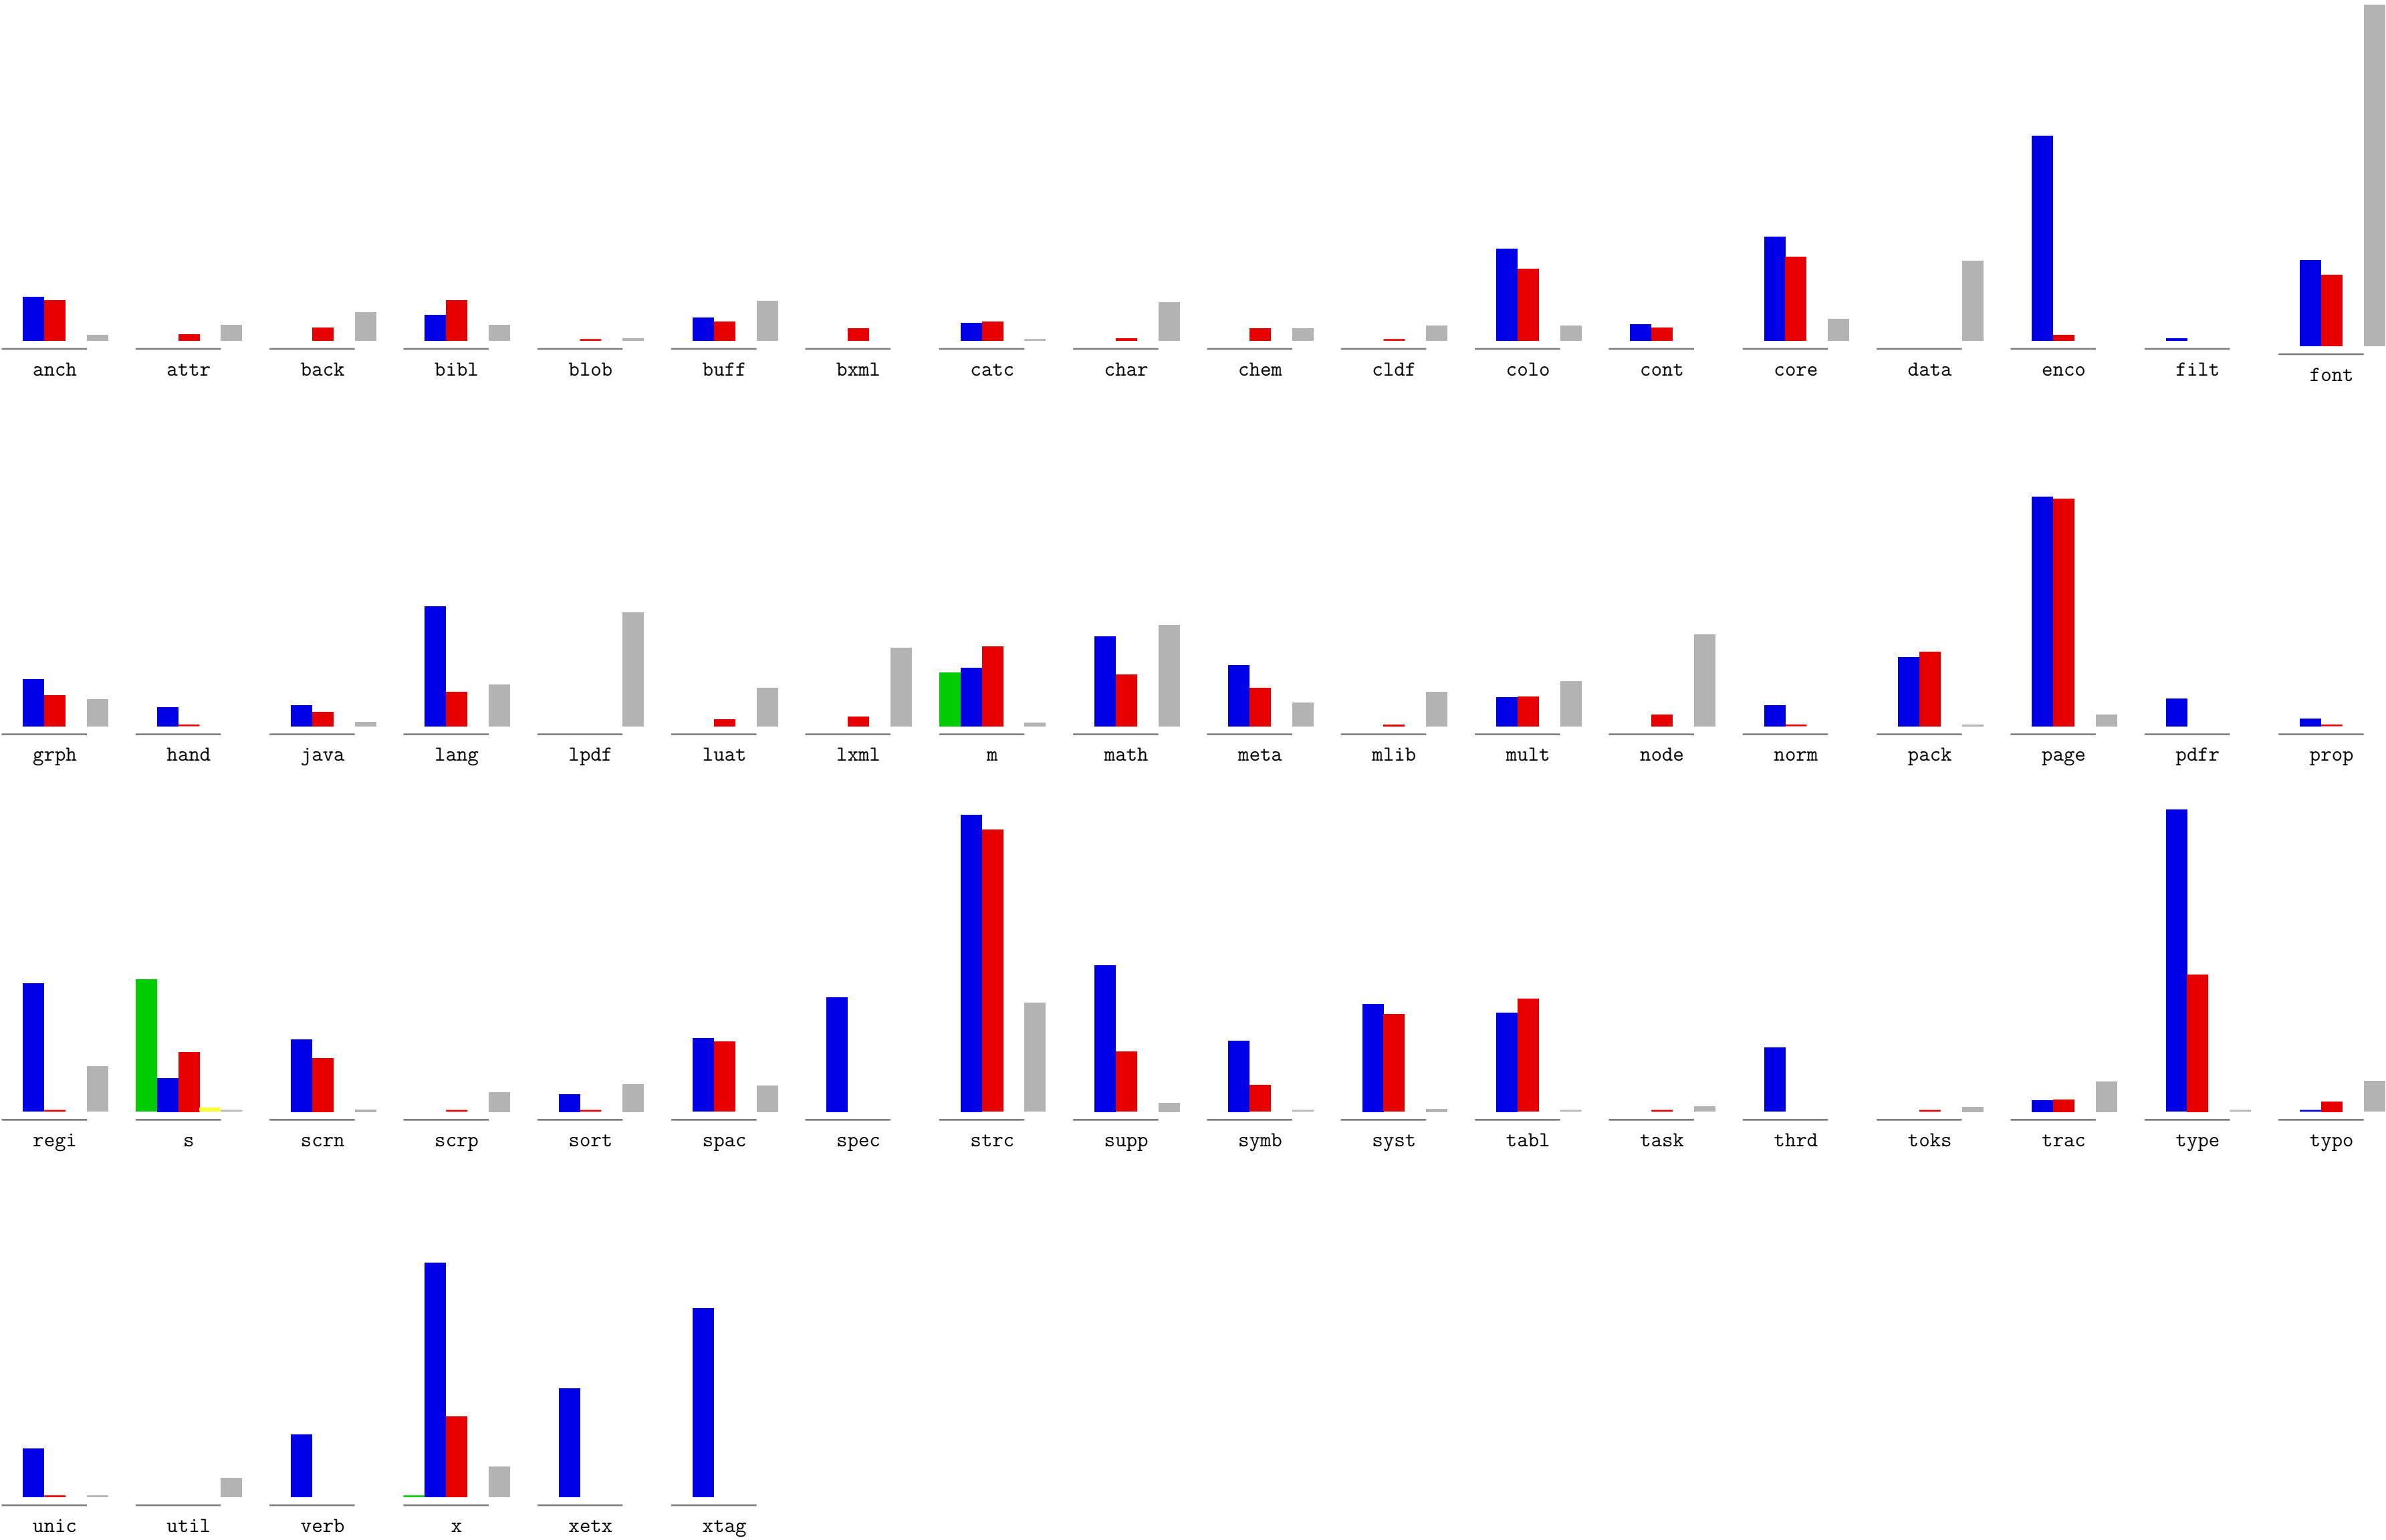 anch attr back bibl blob buff bxml catc char chem cldf colo cont core data enco filt font
grph hand java lang lpdf luat lxml m math meta mlib mult node norm pack page pdfr prop
regi s scrn scrp sort spac spec strc supp symb syst tabl task thrd toks trac type typo
unic util verb x xetx xtag